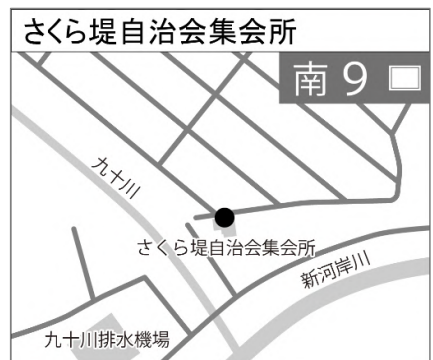 さくら堤自治会集会所
南9
九十川
さくら堤自治会集会所
新河岸川
九十川排水機場